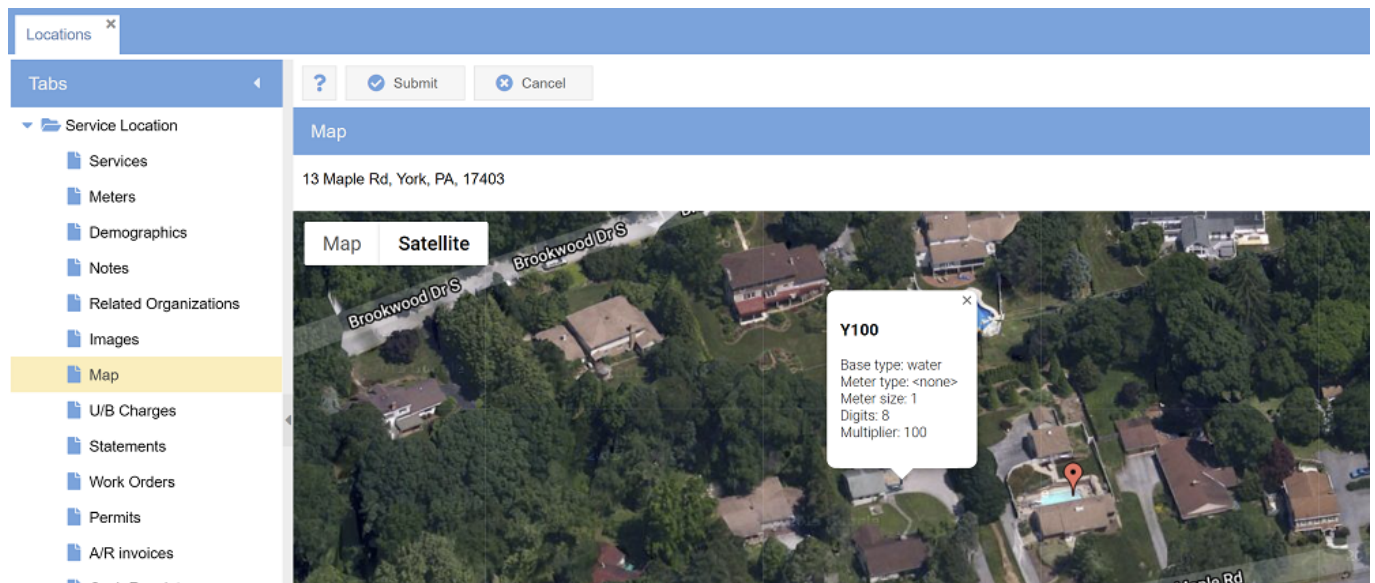 Locations
Tabs
? Submit Cancel
Service Location
Services
Meters
Demographics
Notes
Related Organizations
Images
Map
U/B Charges
Statements
Work Orders
Permits
A/R invoices
Map
13 Maple Rd, York, PA, 17403
Map Satellite
Brookwood Dr S
Brookwood Dr S
Y100
Base type: water
Meter type: <none>
Meter size: 1
Digits: 8
Multiplier: 100
Rd